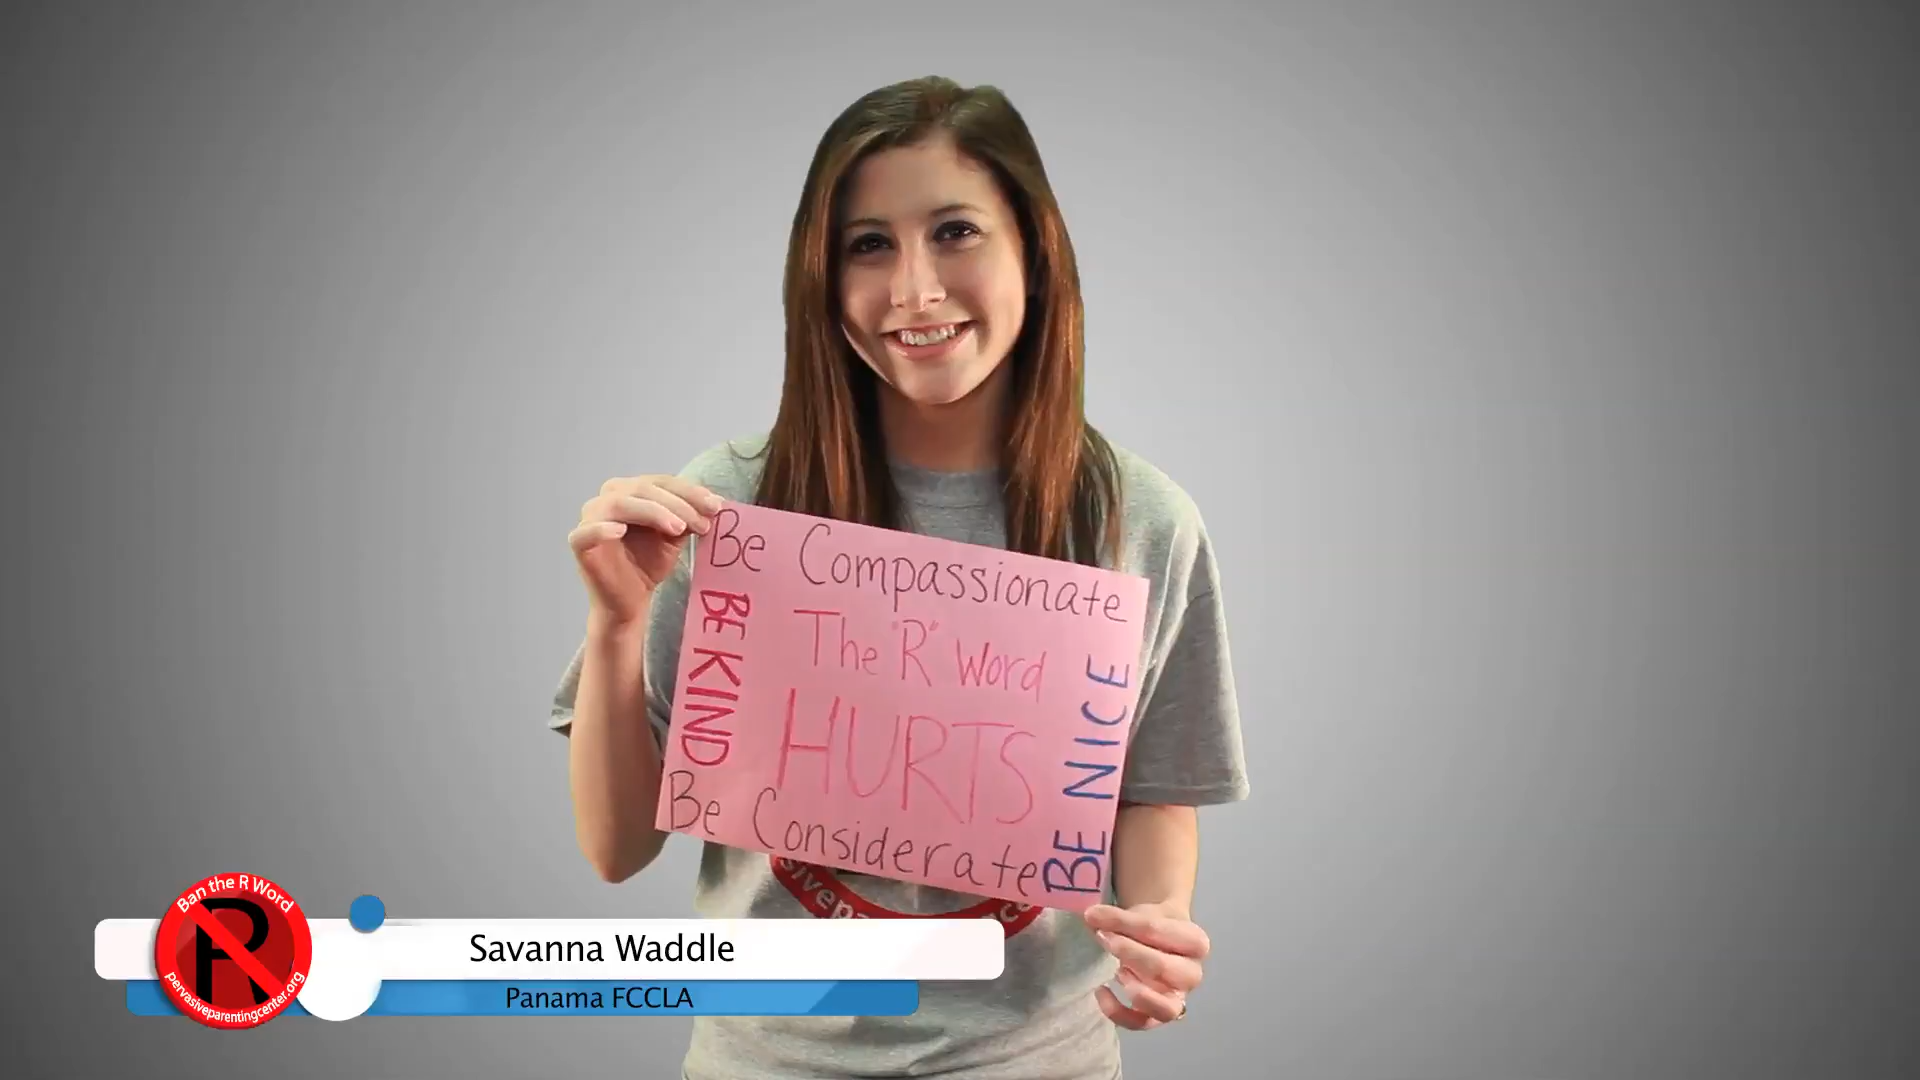 Be Compassionate
BE KIND
The "R" Word
HURTS
BE NICE
Be Considerate
Ban the R Word
R
pervasiveparentingcenter.org
Savanna Waddle
Panama FCCLA